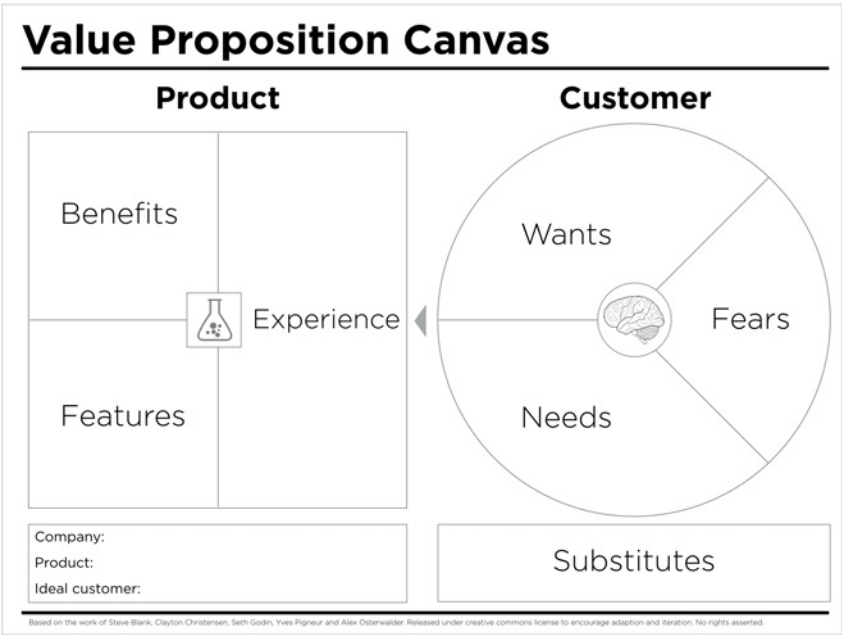 Value Proposition Canvas
Product
Customer
Benefits
Experience
Features
Wants
Fears
Needs
Company:
Product:
Ideal customer:
Substitutes
Based on the work of Steve Blank, Clayton Christensen, Seth Godin, Yves Pigneur and Alex Osterwalder. Released under creative commons license to encourage adaption and iteration. No rights asserted.